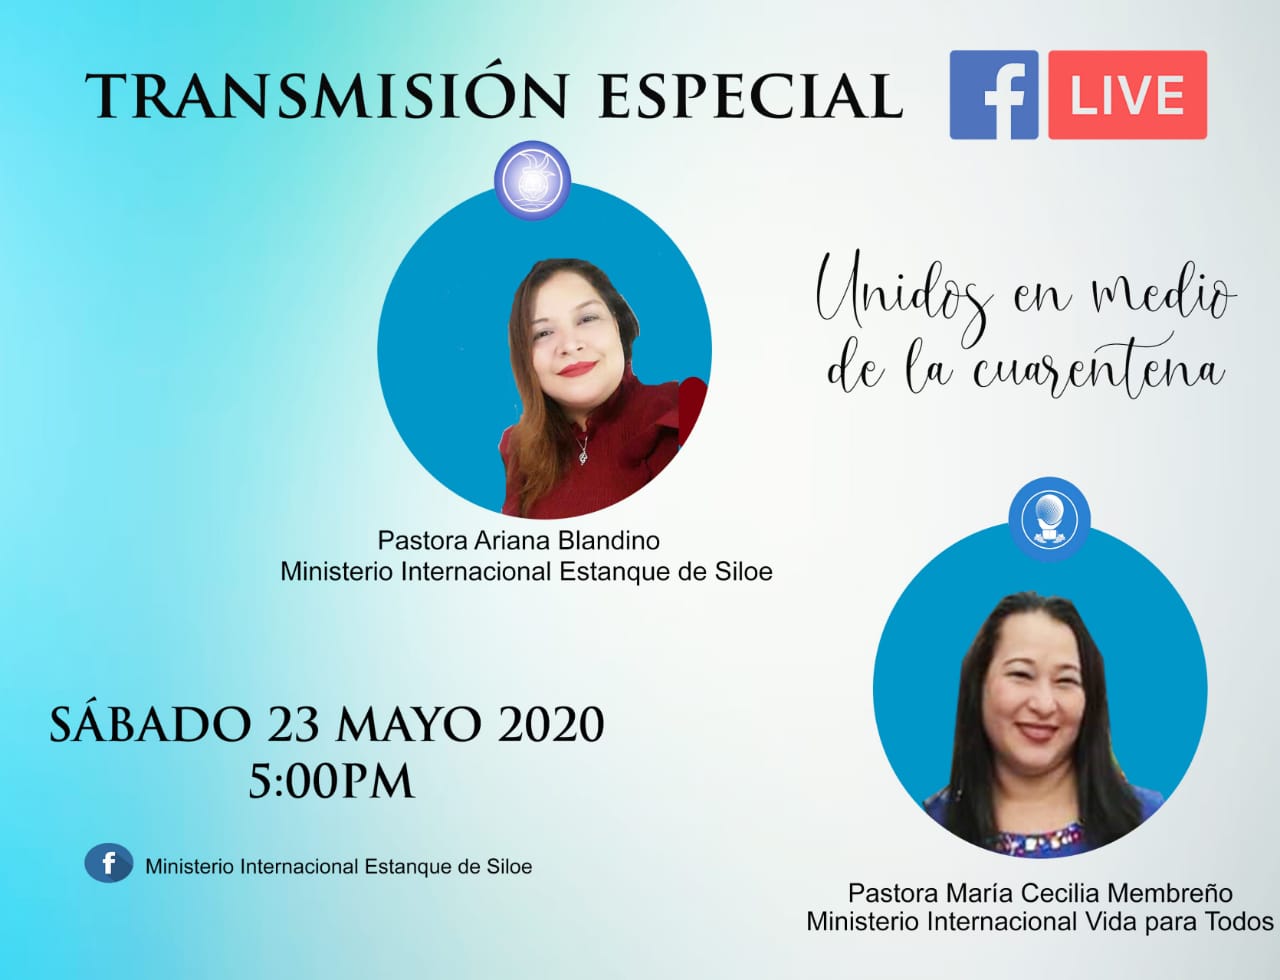 TRANSMISIÓN ESPECIAL
f LIVE
Unidos en medio
de la cuarentena
Pastora Ariana Blandino
Ministerio Internacional Estanque de Siloe
SÁBADO 23 MAYO 2020
5:00PM
f Ministerio Internacional Estanque de Siloe
Pastora María Cecilia Membreño
Ministerio Internacional Vida para Todos